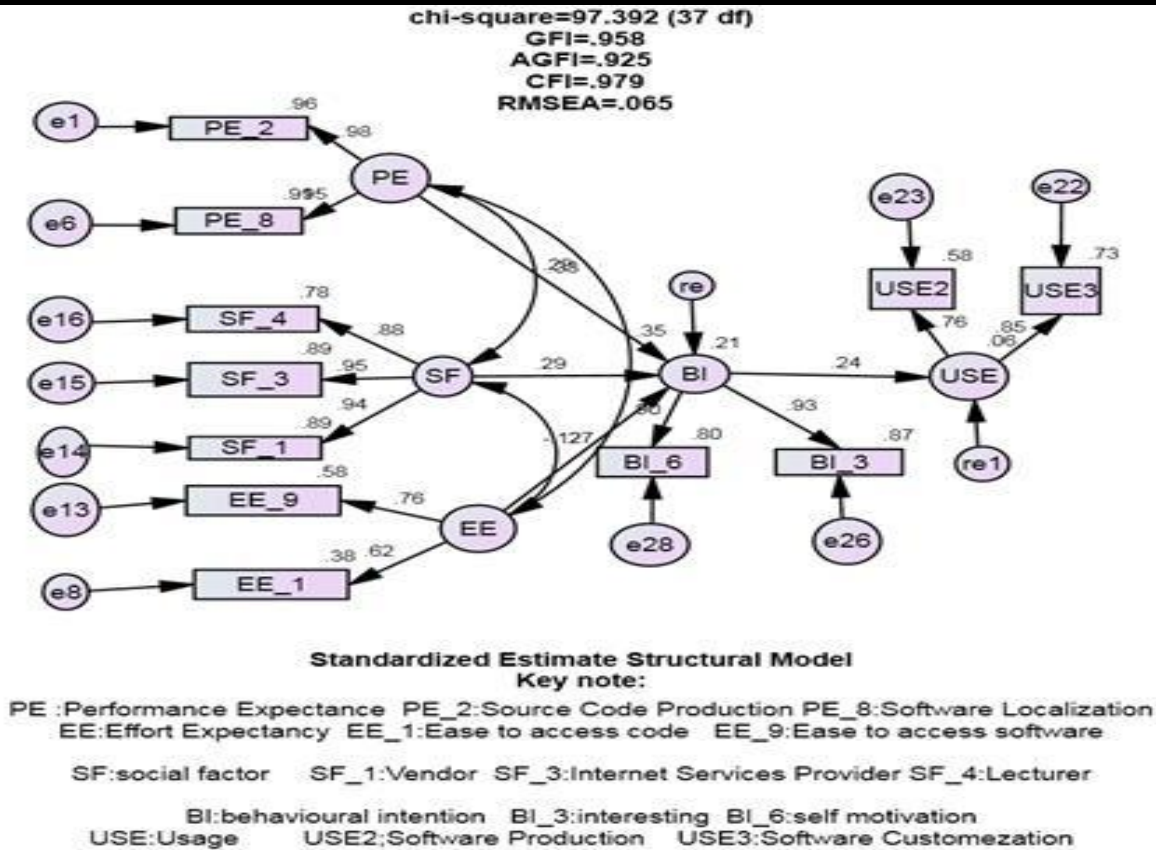 chi-square=97.392 (37 df)
GFI=.958
AGFI=.925
CFI=.979
RMSEA=.065
.96
e1
PE_2
.98
PE
e6
PE_8
e23
e22
.58
.73
USE2
USE3
.76
.85
.06
re
.78
e16
SF_4
.88
.35
.21
.89
e15
SF_3
.95
SF
.29
BI
.24
USE
.94
.93
.89
e14
SF_1
.80
.87
BI_6
BI_3
re1
.58
e13
EE_9
.76
EE
e28
e26
.38
.62
e8
EE_1
Standardized Estimate Structural Model
Key note:
PE :Performance Expectance PE_2:Source Code Production PE_8:Software Localization
EE:Effort Expectancy EE_1:Ease to access code EE_9:Ease to access software
SF:social factor SF_1:Vendor SF_3:Internet Services Provider SF_4:Lecturer
BI:behavioural intention BI_3:interesting BI_6:self motivation
USE:Usage USE2;Software Production USE3:Software Customezation